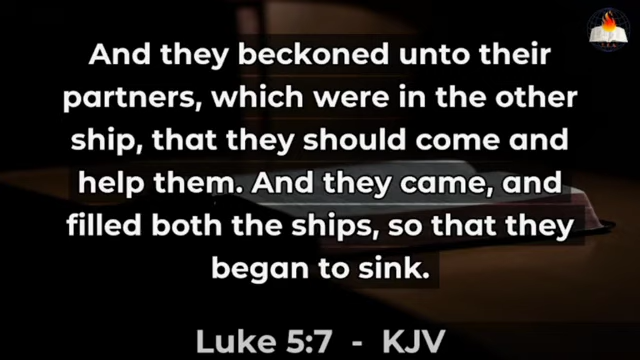 And they beckoned unto their
partners, which were in the other
ship, that they should come and
help them. And they came, and
filled both the ships, so that they
began to sink.
Luke 5:7 - KJV